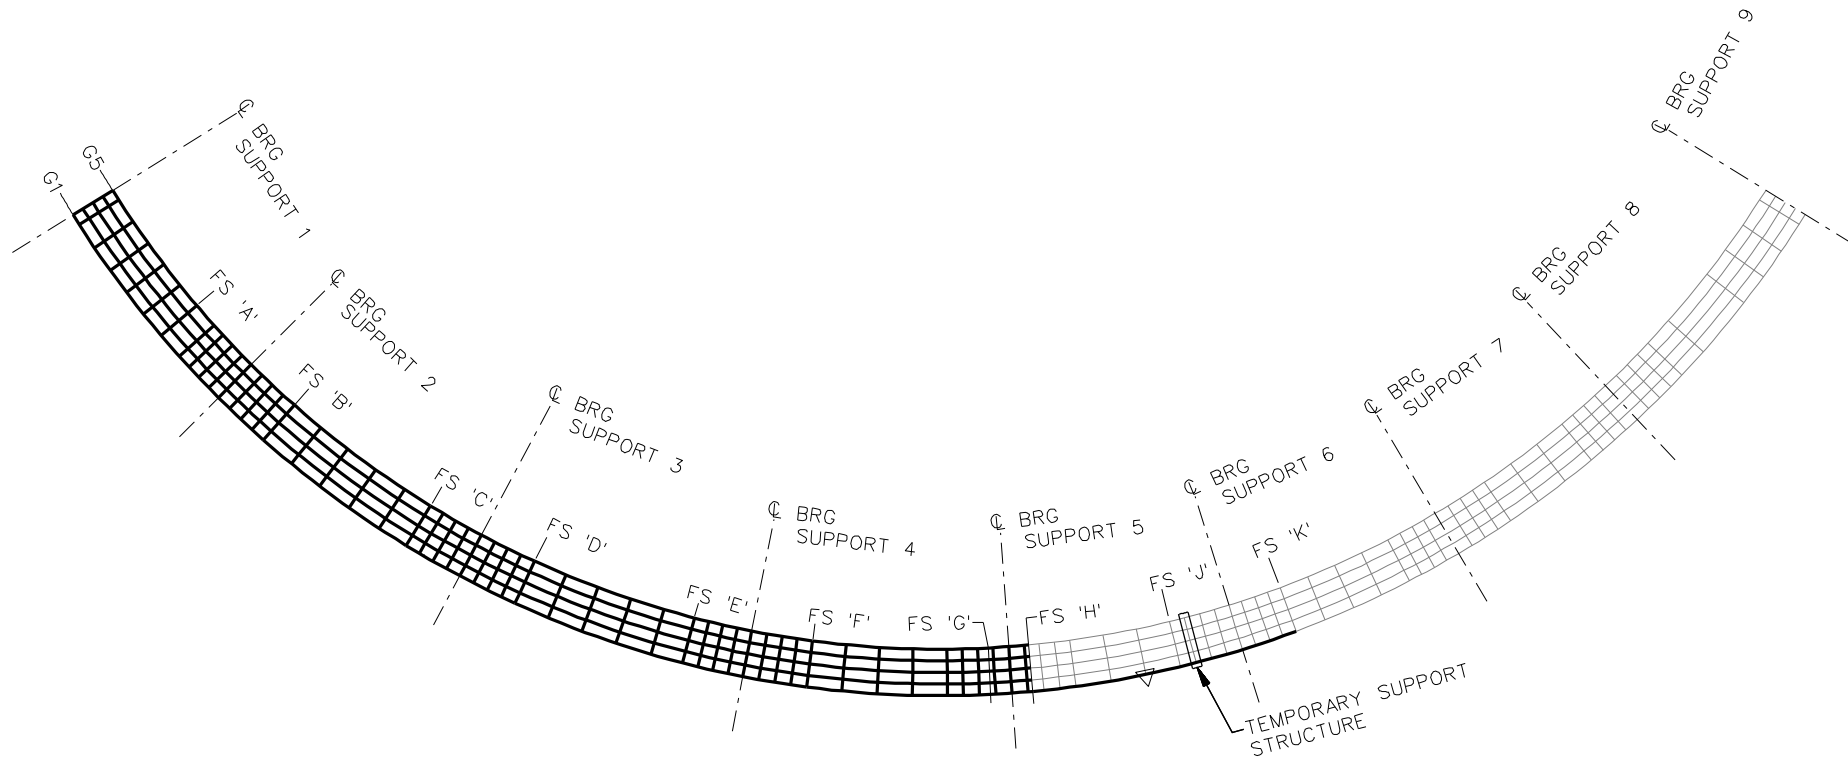 G1
G5
℄ BRG
SUPPORT 1
FS 'A'
℄ BRG
SUPPORT 2
FS 'B'
℄ BRG
SUPPORT 3
FS 'C'
FS 'D'
℄ BRG
SUPPORT 4
FS 'E'
FS 'F'
FS 'G'
℄ BRG
SUPPORT 5
FS 'H'
FS 'J'
℄ BRG
SUPPORT 6
FS 'K'
TEMPORARY SUPPORT
STRUCTURE
℄ BRG
SUPPORT 7
℄ BRG
SUPPORT 8
℄ BRG
SUPPORT 9